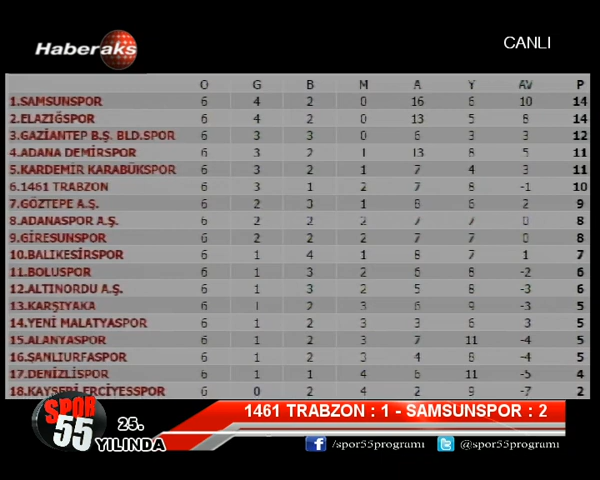 Haberaks
CANLI
O G B M A Y AV P
1.SAMSUNSPOR 6 4 2 0 16 6 10 14
2.ELAZIĞSPOR 6 4 2 0 13 5 8 14
3.GAZİANTEP B.Ş. BLD.SPOR 6 3 3 0 6 3 3 12
4.ADANA DEMİRSPOR 6 3 2 1 13 8 5 11
5.KARDEMİR KARABÜKSPOR 6 3 2 1 7 4 3 11
6.1461 TRABZON 6 3 1 2 7 8 -1 10
7.GÖZTEPE A.Ş. 6 2 3 1 8 6 2 9
8.ADANASPOR A.Ş. 6 2 2 2 7 7 0 8
9.GİRESUNSPOR 6 2 2 2 7 7 0 8
10.BALIKESİRSPOR 6 1 4 1 8 7 1 7
11.BOLUSPOR 6 1 3 2 6 8 -2 6
12.ALTINORDU A.Ş. 6 1 3 2 5 8 -3 6
13.KARŞIYAKA 6 1 2 3 6 9 -3 5
14.YENİ MALATYASPOR 6 1 2 3 3 6 3 5
15.ALANYASPOR 6 1 2 3 7 11 -4 5
16.ŞANLIURFASPOR 6 1 2 3 4 8 -4 5
17.DENİZLİSPOR 6 1 1 4 6 11 -5 4
18.KAYSERİ ERCİYESSPOR 6 0 2 4 2 9 -7 2
SPOR 55
25. YILINDA
1461 TRABZON : 1 - SAMSUNSPOR : 2
/spor55programı
@spor55programı